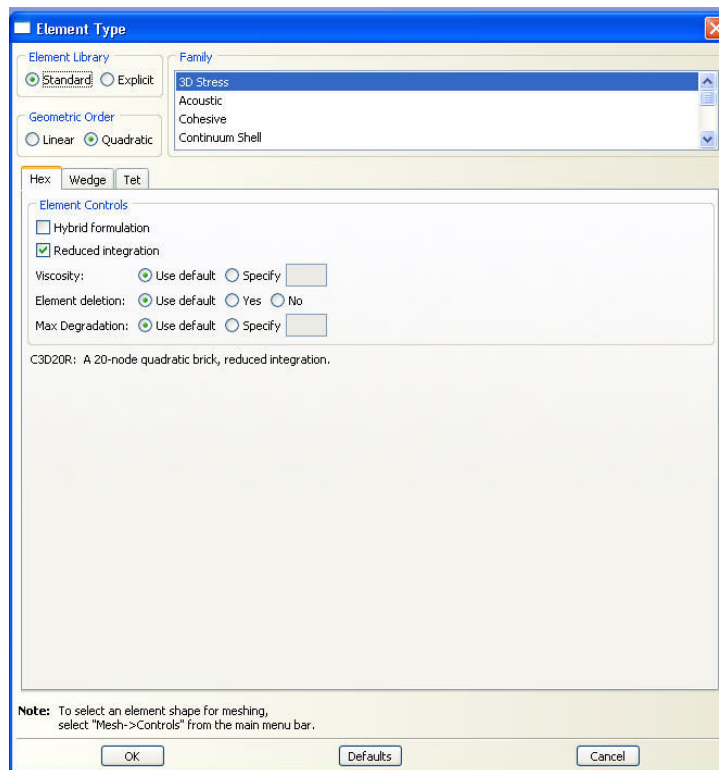 Element Type
Element Library
Standard Explicit
Family
3D Stress
Acoustic
Cohesive
Continuum Shell
Geometric Order
Linear Quadratic
Hex Wedge Tet
Element Controls
Hybrid formulation
Reduced integration
Viscosity: Use default Specify
Element deletion: Use default Yes No
Max Degradation: Use default Specify
C3D20R: A 20-node quadratic brick, reduced integration.
Note: To select an element shape for meshing,
select "Mesh->Controls" from the main menu bar.
OK Defaults Cancel